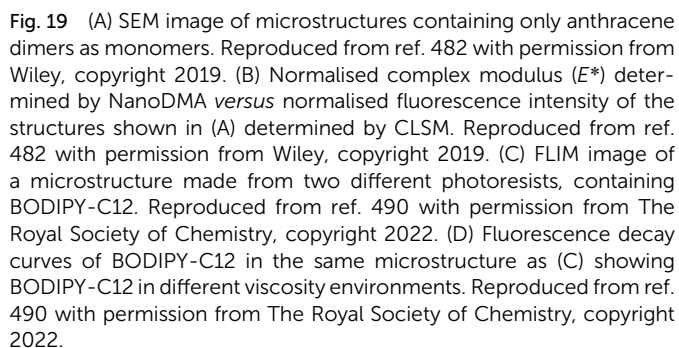 Fig. 19 (A) SEM image of microstructures containing only anthracene
dimers as monomers. Reproduced from ref. 482 with permission from
Wiley, copyright 2019. (B) Normalised complex modulus (E*) deter-
mined by NanoDMA versus normalised fluorescence intensity of the
structures shown in (A) determined by CLSM. Reproduced from ref.
482 with permission from Wiley, copyright 2019. (C) FLIM image of
a microstructure made from two different photoresists, containing
BODIPY-C12. Reproduced from ref. 490 with permission from The
Royal Society of Chemistry, copyright 2022. (D) Fluorescence decay
curves of BODIPY-C12 in the same microstructure as (C) showing
BODIPY-C12 in different viscosity environments. Reproduced from ref.
490 with permission from The Royal Society of Chemistry, copyright
2022.